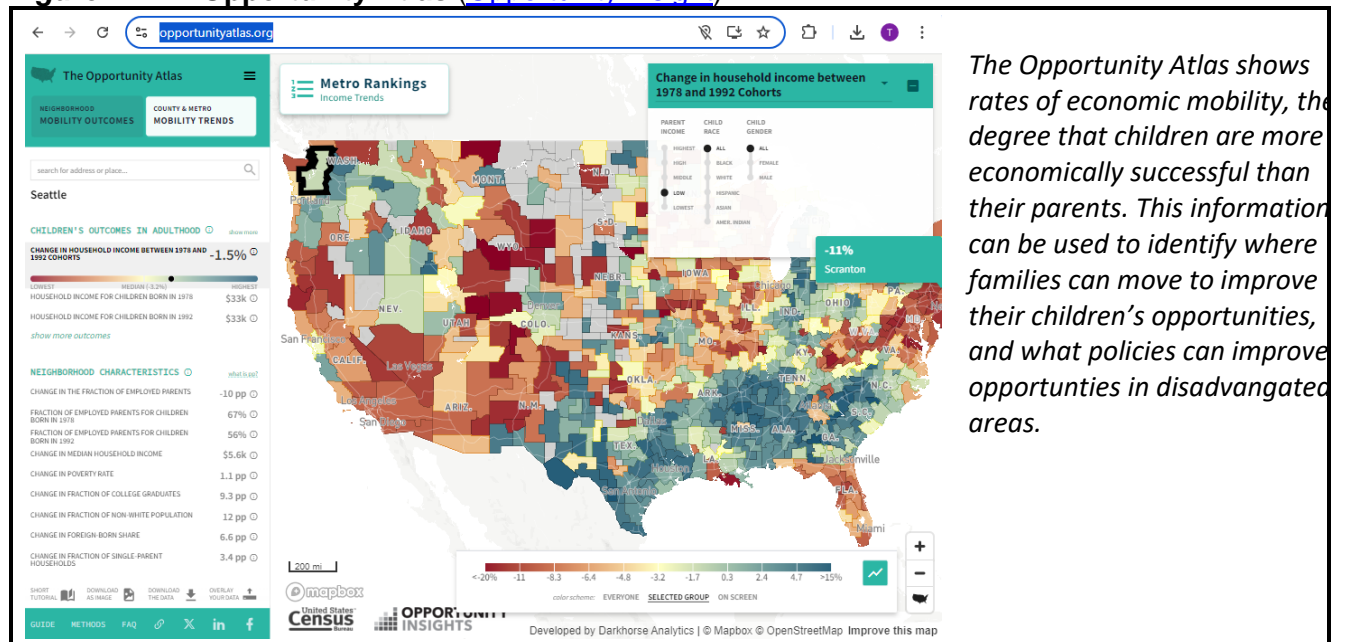 opportunityatlas.org
T
The Opportunity Atlas
NEIGHBORHOOD
MOBILITY OUTCOMES
COUNTY & METRO
MOBILITY TRENDS
search for address or place...
Seattle
CHILDREN'S OUTCOMES IN ADULTHOOD
show more
CHANGE IN HOUSEHOLD INCOME BETWEEN 1978 AND
1992 COHORTS
-1.5%
LOWEST MEDIAN (-3.2%) HIGHEST
HOUSEHOLD INCOME FOR CHILDREN BORN IN 1978 $33k
HOUSEHOLD INCOME FOR CHILDREN BORN IN 1992 $33k
show more outcomes
NEIGHBORHOOD CHARACTERISTICS
what is pp?
CHANGE IN THE FRACTION OF EMPLOYED PARENTS -10 pp
FRACTION OF EMPLOYED PARENTS FOR CHILDREN
BORN IN 1978
67%
FRACTION OF EMPLOYED PARENTS FOR CHILDREN
BORN IN 1992
56%
CHANGE IN MEDIAN HOUSEHOLD INCOME $5.6k
CHANGE IN POVERTY RATE 1.1 pp
CHANGE IN FRACTION OF COLLEGE GRADUATES 9.3 pp
CHANGE IN FRACTION OF NON-WHITE POPULATION 12 pp
CHANGE IN FOREIGN-BORN SHARE 6.6 pp
CHANGE IN FRACTION OF SINGLE-PARENT
HOUSEHOLDS
3.4 pp
SHORT
TUTORIAL
DOWNLOAD
AS IMAGE
DOWNLOAD
THE DATA
OVERLAY
YOUR DATA
GUIDE METHODS FAQ
Metro Rankings
Income Trends
Change in household income between
1978 and 1992 Cohorts
PARENT
INCOME
HIGHEST
HIGH
MIDDLE
LOW
LOWEST
CHILD
RACE
ALL
BLACK
WHITE
HISPANIC
ASIAN
AMER. INDIAN
CHILD
GENDER
ALL
FEMALE
MALE
-11%
Scranton
WASH.
MONT.
N.D.
Portland
ORE.
IDAHO
S.D.
WYO.
IOWA
Chicago
NEBR.
PA.
NEV.
UTAH
Denver
COLO.
ILL.
IND.
OHIO
MD.
W.VA.
San Francisco
KANS.
MO.
KY.
VA.
CALIF.
Las Vegas
OKLA.
TENN.
N.C.
Los Angeles
ARIZ.
N.M.
ARK.
Atlanta
S.C.
San Diego
Dallas
MISS.
ALA.
GA.
TEX.
LA.
Jacksonville
Houston
San Antonio
FLA.
Miami
200 mi
mapbox
<-20% -11 -8.3 -6.4 -4.8 -3.2 -1.7 0.3 2.4 4.7 >15%
color scheme: EVERYONE SELECTED GROUP ON SCREEN
United States
Census
Bureau
OPPORTUNITY
INSIGHTS
Developed by Darkhorse Analytics | © Mapbox © OpenStreetMap Improve this map
The Opportunity Atlas shows
rates of economic mobility, the
degree that children are more
economically successful than
their parents. This information
can be used to identify where
families can move to improve
their children’s opportunities,
and what policies can improve
opportunties in disadvangated
areas.